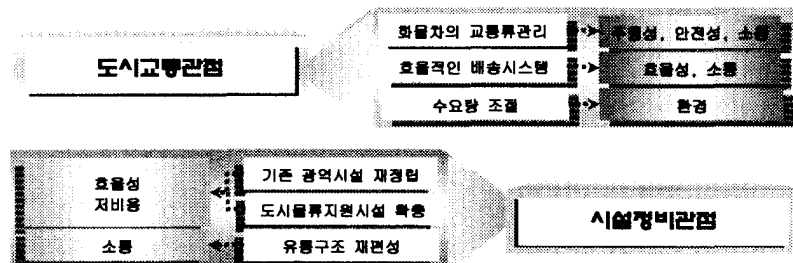 도시교통관점
화물차의 교통류관리
안전성, 소통
효율적인 배송시스템
효율성, 소통
수요량 조절
환경
효율성
저비용
소통
기존 광역시설 재정립
도시물류지원시설 확충
유통구조 재편성
시설정비관점